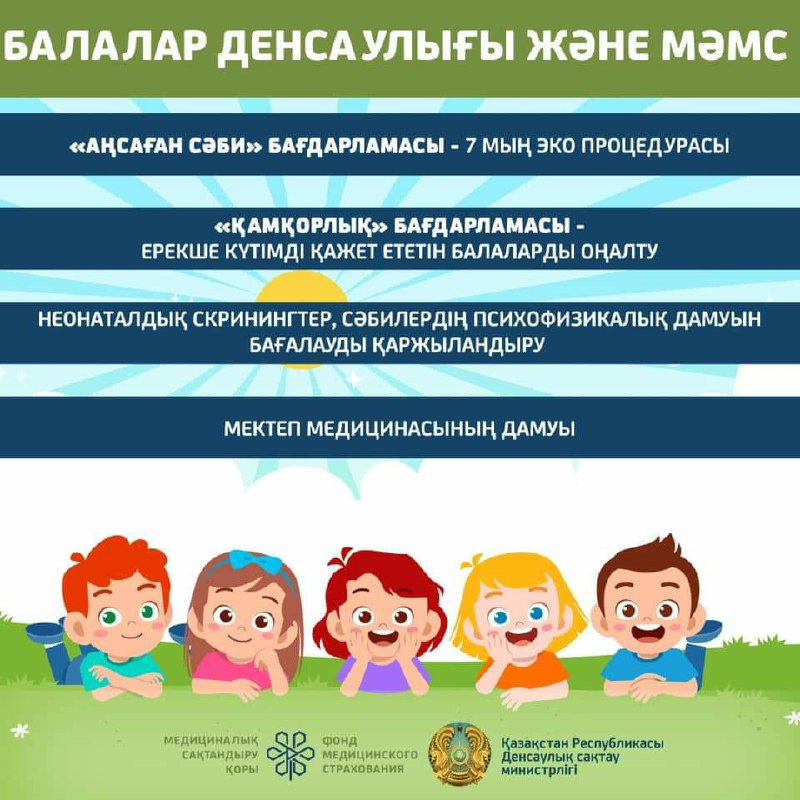 БАЛАЛАР ДЕНСАУЛЫҒЫ ЖӘНЕ МӘМС
«АҢСАҒАН СӘБИ» БАҒДАРЛАМАСЫ - 7 МЫҢ ЭКО ПРОЦЕДУРАСЫ
«ҚАМҚОРЛЫҚ» БАҒДАРЛАМАСЫ -
ЕРЕКШЕ КҮТІМДІ ҚАЖЕТ ЕТЕТІН БАЛАЛАРДЫ ОҢАЛТУ
НЕОНАТАЛДЫҚ СКРИНИНГТЕР, СӘБИЛЕРДІҢ ПСИХОФИЗИКАЛЫҚ ДАМУЫН
БАҒАЛАУДЫ ҚАРЖЫЛАНДЫРУ
МЕКТЕП МЕДИЦИНАСЫНЫҢ ДАМУЫ
МЕДИЦИНАЛЫҚ
САҚТАНДЫРУ
ҚОРЫ
ФОНД
МЕДИЦИНСКОГО
СТРАХОВАНИЯ
Қазақстан Республикасы
Денсаулық сақтау
министрлігі